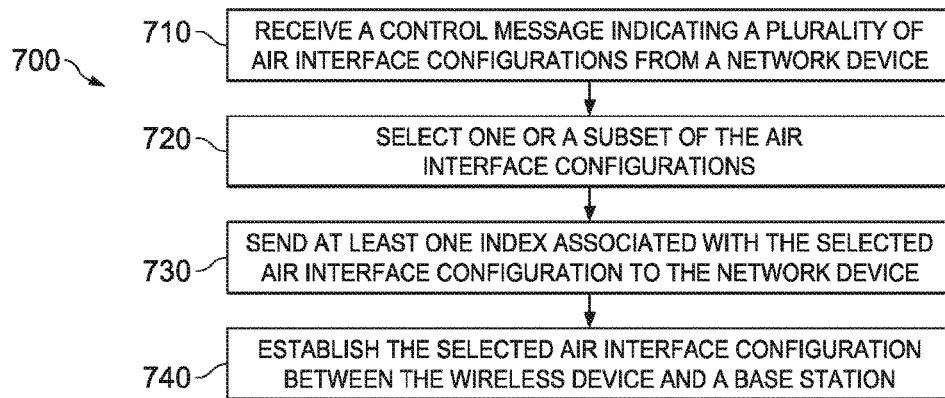 700
710
RECEIVE A CONTROL MESSAGE INDICATING A PLURALITY OF
AIR INTERFACE CONFIGURATIONS FROM A NETWORK DEVICE
720
SELECT ONE OR A SUBSET OF THE AIR
INTERFACE CONFIGURATIONS
730
SEND AT LEAST ONE INDEX ASSOCIATED WITH THE SELECTED
AIR INTERFACE CONFIGURATION TO THE NETWORK DEVICE
740
ESTABLISH THE SELECTED AIR INTERFACE CONFIGURATION
BETWEEN THE WIRELESS DEVICE AND A BASE STATION